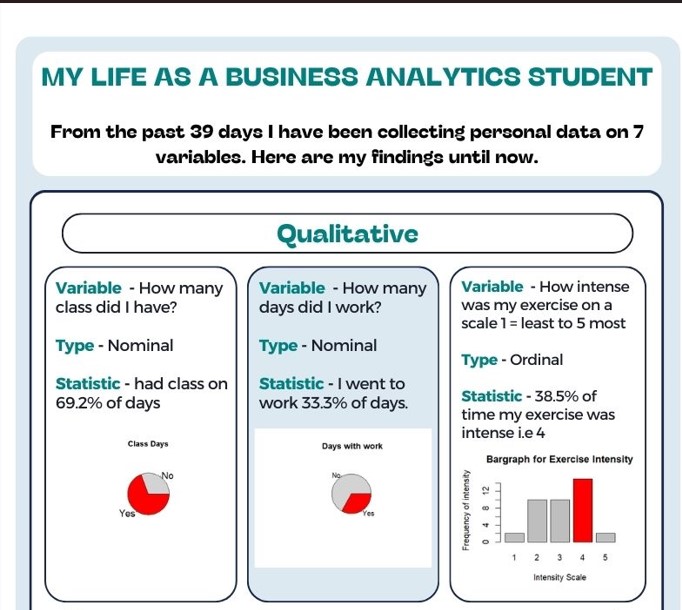 MY LIFE AS A BUSINESS ANALYTICS STUDENT
From the past 39 days I have been collecting personal data on 7
variables. Here are my findings until now.
Qualitative
Variable - How many
class did I have?
Type - Nominal
Statistic - had class on
69.2% of days
Class Days
No
Yes
Variable - How many
days did I work?
Type - Nominal
Statistic - I went to
work 33.3% of days.
Days with work
No
Yes
Variable - How intense
was my exercise on a
scale 1 = least to 5 most
Type - Ordinal
Statistic - 38.5% of
time my exercise was
intense i.e 4
Bargraph for Exercise Intensity
Frequency of intensity
12
8
4
0
1 2 3 4 5
Intensity Scale